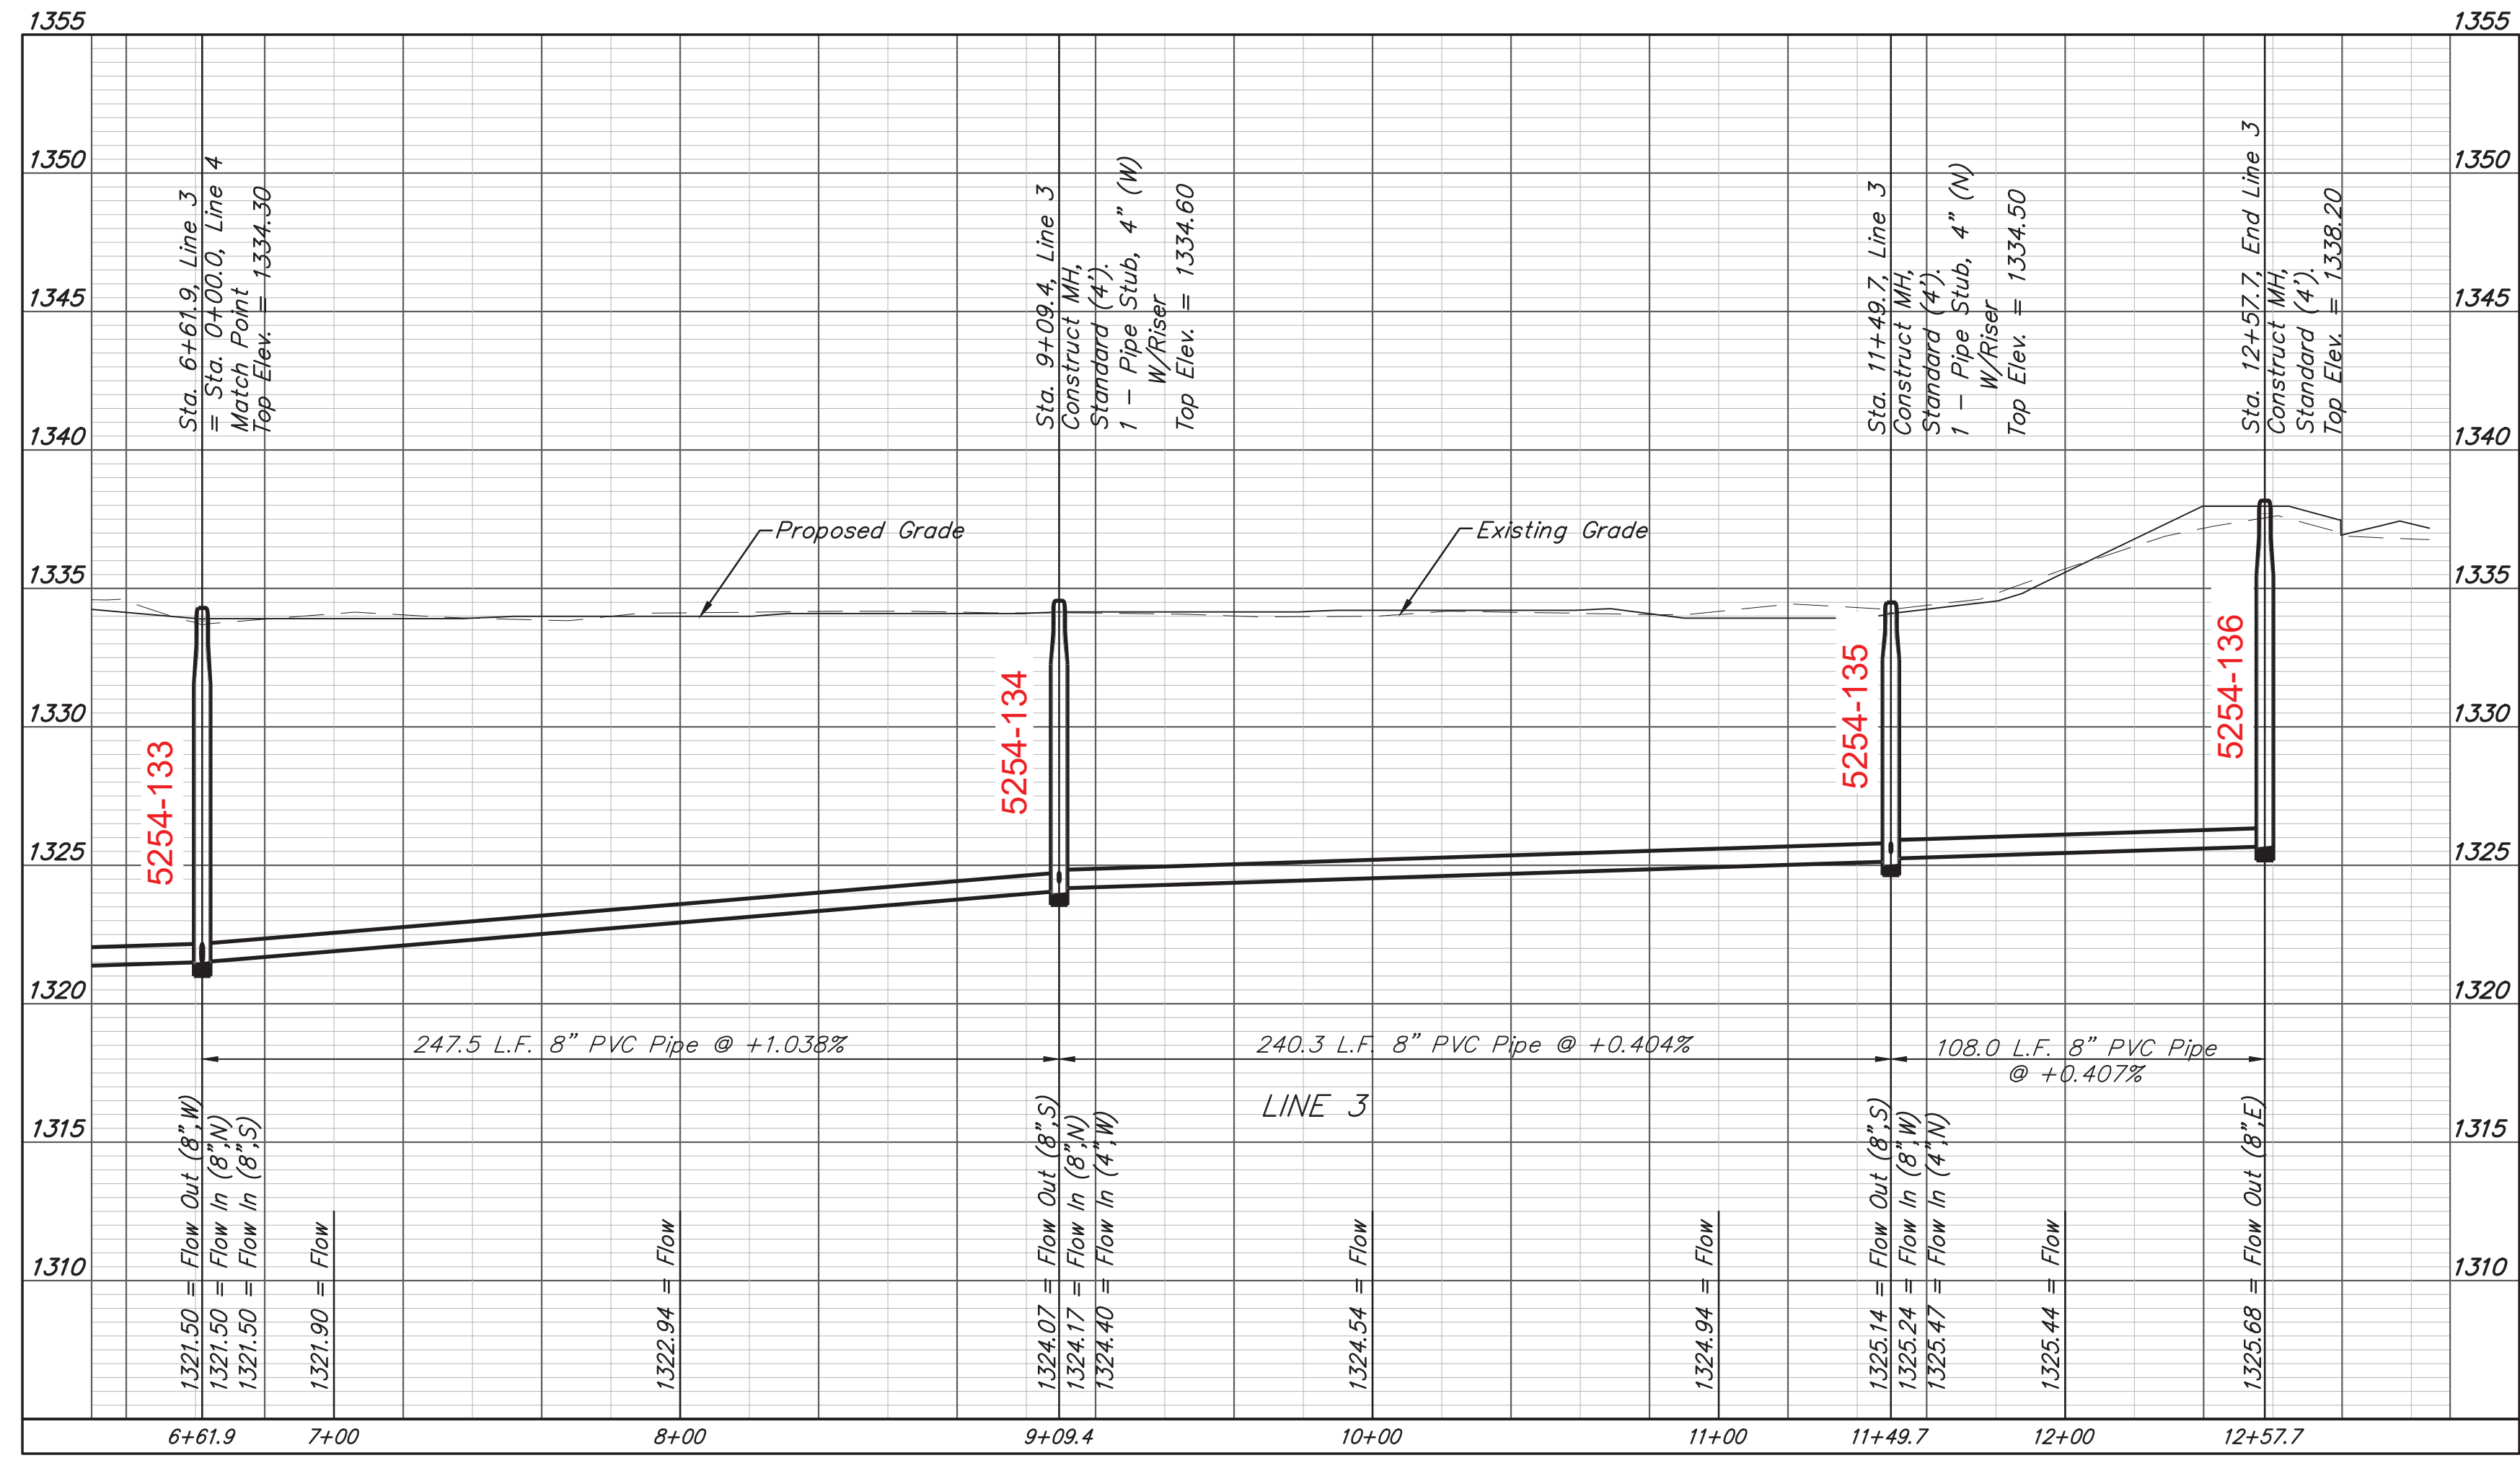 1355
1355
1350
1350
1345
1345
1340
1340
1335
1335
1330
1330
1325
1325
1320
1320
1315
1315
1310
1310
Sta. 6+61.9, Line 3
= Sta. 0+00.0, Line 4
Match Point
Top Elev. = 1334.30
Sta. 9+09.4, Line 3
Construct MH,
Standard (4').
1 - Pipe Stub, 4" (W)
W/Riser
Top Elev. = 1334.60
Sta. 11+49.7, Line 3
Construct MH,
Standard (4').
1 - Pipe Stub, 4" (N)
W/Riser
Top Elev. = 1334.50
Sta. 12+57.7, End Line 3
Construct MH,
Standard (4').
Top Elev. = 1338.20
Proposed Grade
Existing Grade
5254-133
5254-134
5254-135
5254-136
247.5 L.F. 8" PVC Pipe @ +1.038%
240.3 L.F. 8" PVC Pipe @ +0.404%
108.0 L.F. 8" PVC Pipe
@ +0.407%
LINE 3
1321.50 = Flow Out (8",W)
1321.50 = Flow In (8",N)
1321.50 = Flow In (8",S)
1321.90 = Flow
1322.94 = Flow
1324.07 = Flow Out (8",S)
1324.17 = Flow In (8",N)
1324.40 = Flow In (4",W)
1324.54 = Flow
1324.94 = Flow
1325.14 = Flow Out (8",S)
1325.24 = Flow In (8",W)
1325.47 = Flow In (4",N)
1325.44 = Flow
1325.68 = Flow Out (8",E)
6+61.9
7+00
8+00
9+09.4
10+00
11+00
11+49.7
12+00
12+57.7